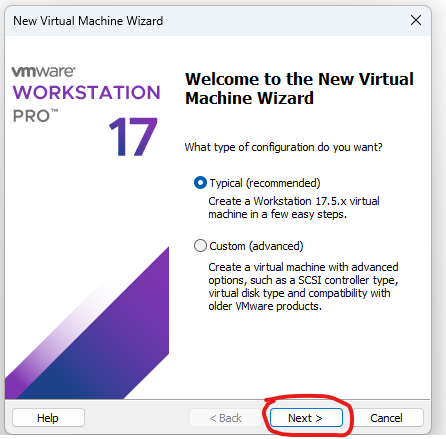 New Virtual Machine Wizard
vmware®
WORKSTATION
PRO™
17
Welcome to the New Virtual
Machine Wizard
What type of configuration do you want?
Typical (recommended)
Create a Workstation 17.5.x virtual
machine in a few easy steps.
Custom (advanced)
Create a virtual machine with advanced
options, such as a SCSI controller type,
virtual disk type and compatibility with
older VMware products.
Help
< Back
Next >
Cancel